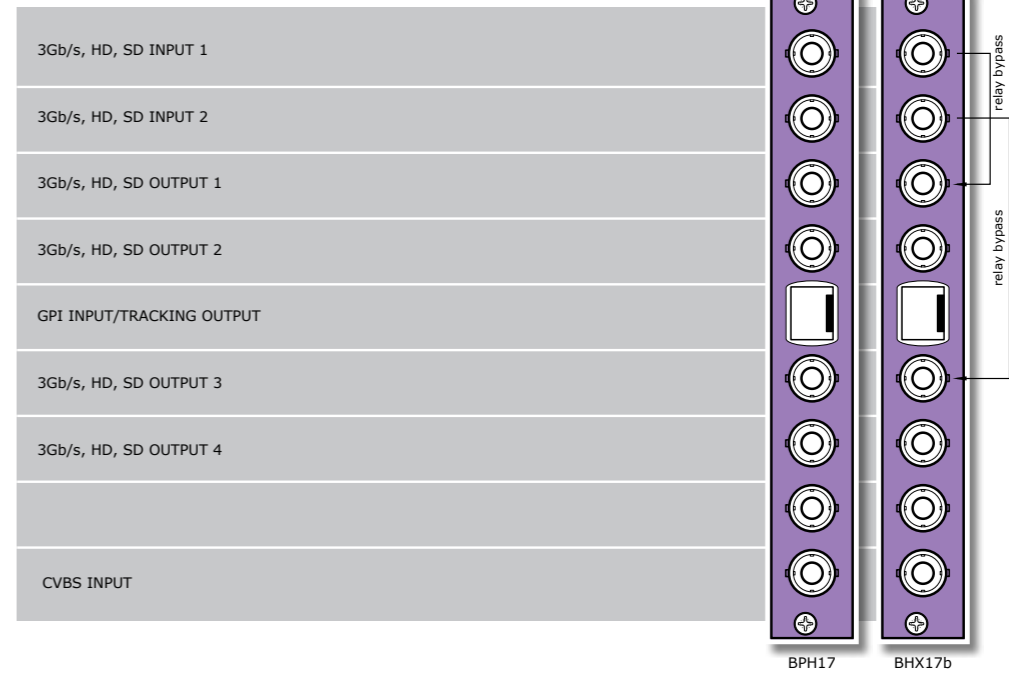 3Gb/s, HD, SD INPUT 1
3Gb/s, HD, SD INPUT 2
3Gb/s, HD, SD OUTPUT 1
3Gb/s, HD, SD OUTPUT 2
GPI INPUT/TRACKING OUTPUT
3Gb/s, HD, SD OUTPUT 3
3Gb/s, HD, SD OUTPUT 4
CVBS INPUT
relay bypass
relay bypass
BPH17
BHX17b